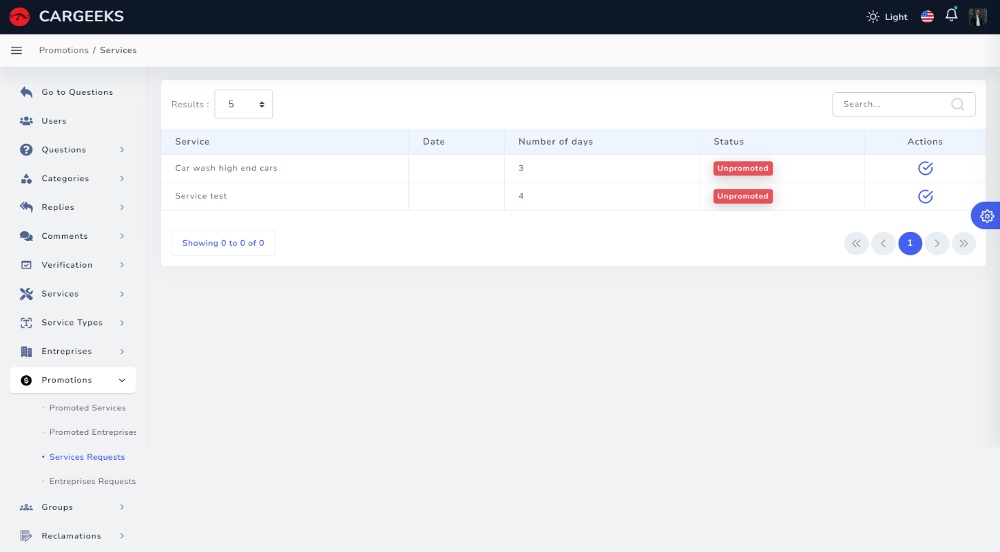 CARGEEKS
Light
Promotions / Services
Go to Questions
Users
Questions
Categories
Replies
Comments
Verification
Services
Service Types
Entreprises
Promotions
Promoted Services
Promoted Entreprises
Services Requests
Entreprises Requests
Groups
Reclamations
Results : 5
Search...
Service Date Number of days Status Actions
Car wash high end cars 3 Unpromoted
Service test 4 Unpromoted
Showing 0 to 0 of 0
1